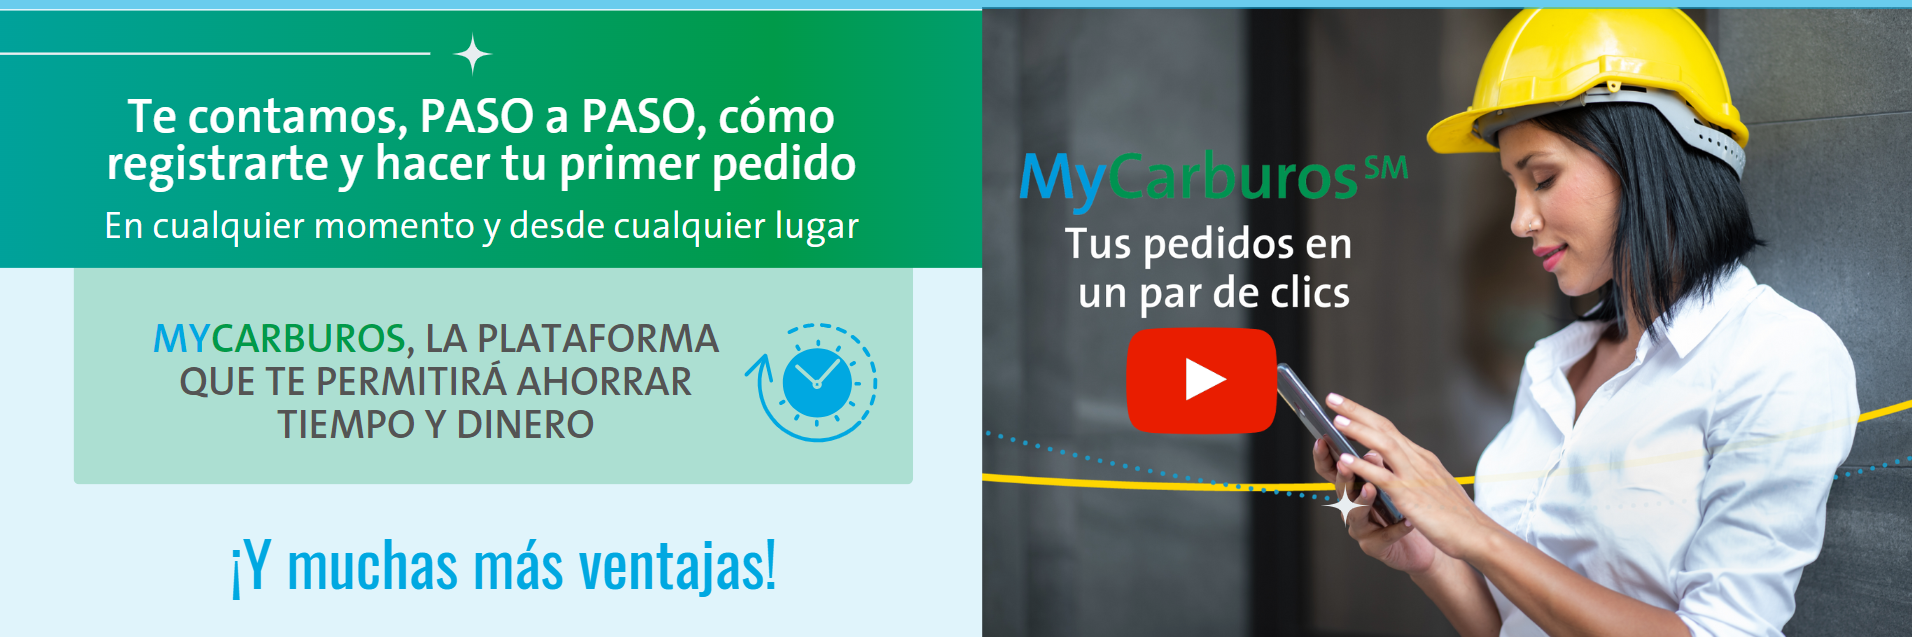 Te contamos, PASO a PASO, cómo
registrarte y hacer tu primer pedido
En cualquier momento y desde cualquier lugar
MYCARBUROS, LA PLATAFORMA
QUE TE PERMITIRÁ AHORRAR
TIEMPO Y DINERO
¡Y muchas más ventajas!
MyCarburos SM
Tus pedidos en
un par de clics